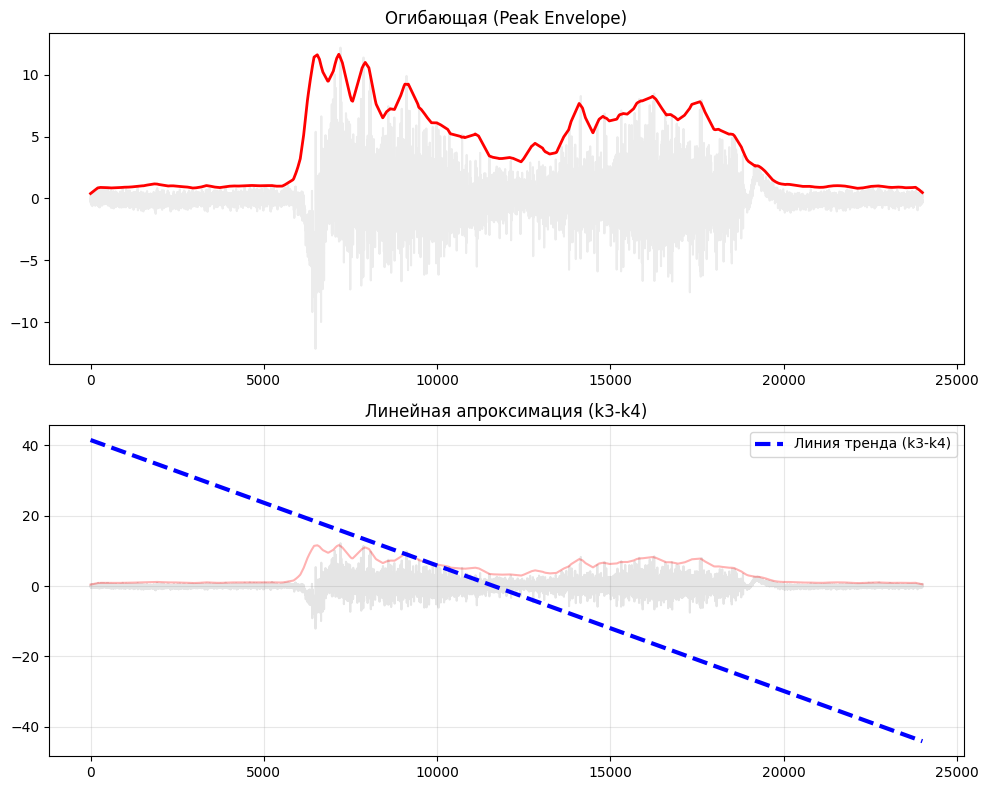 Огибающая (Peak Envelope)
10
5
0
−5
−10
0 5000 10000 15000 20000 25000
Линейная апроксимация (k3-k4)
Линия тренда (k3-k4)
40
20
0
−20
−40
0 5000 10000 15000 20000 25000